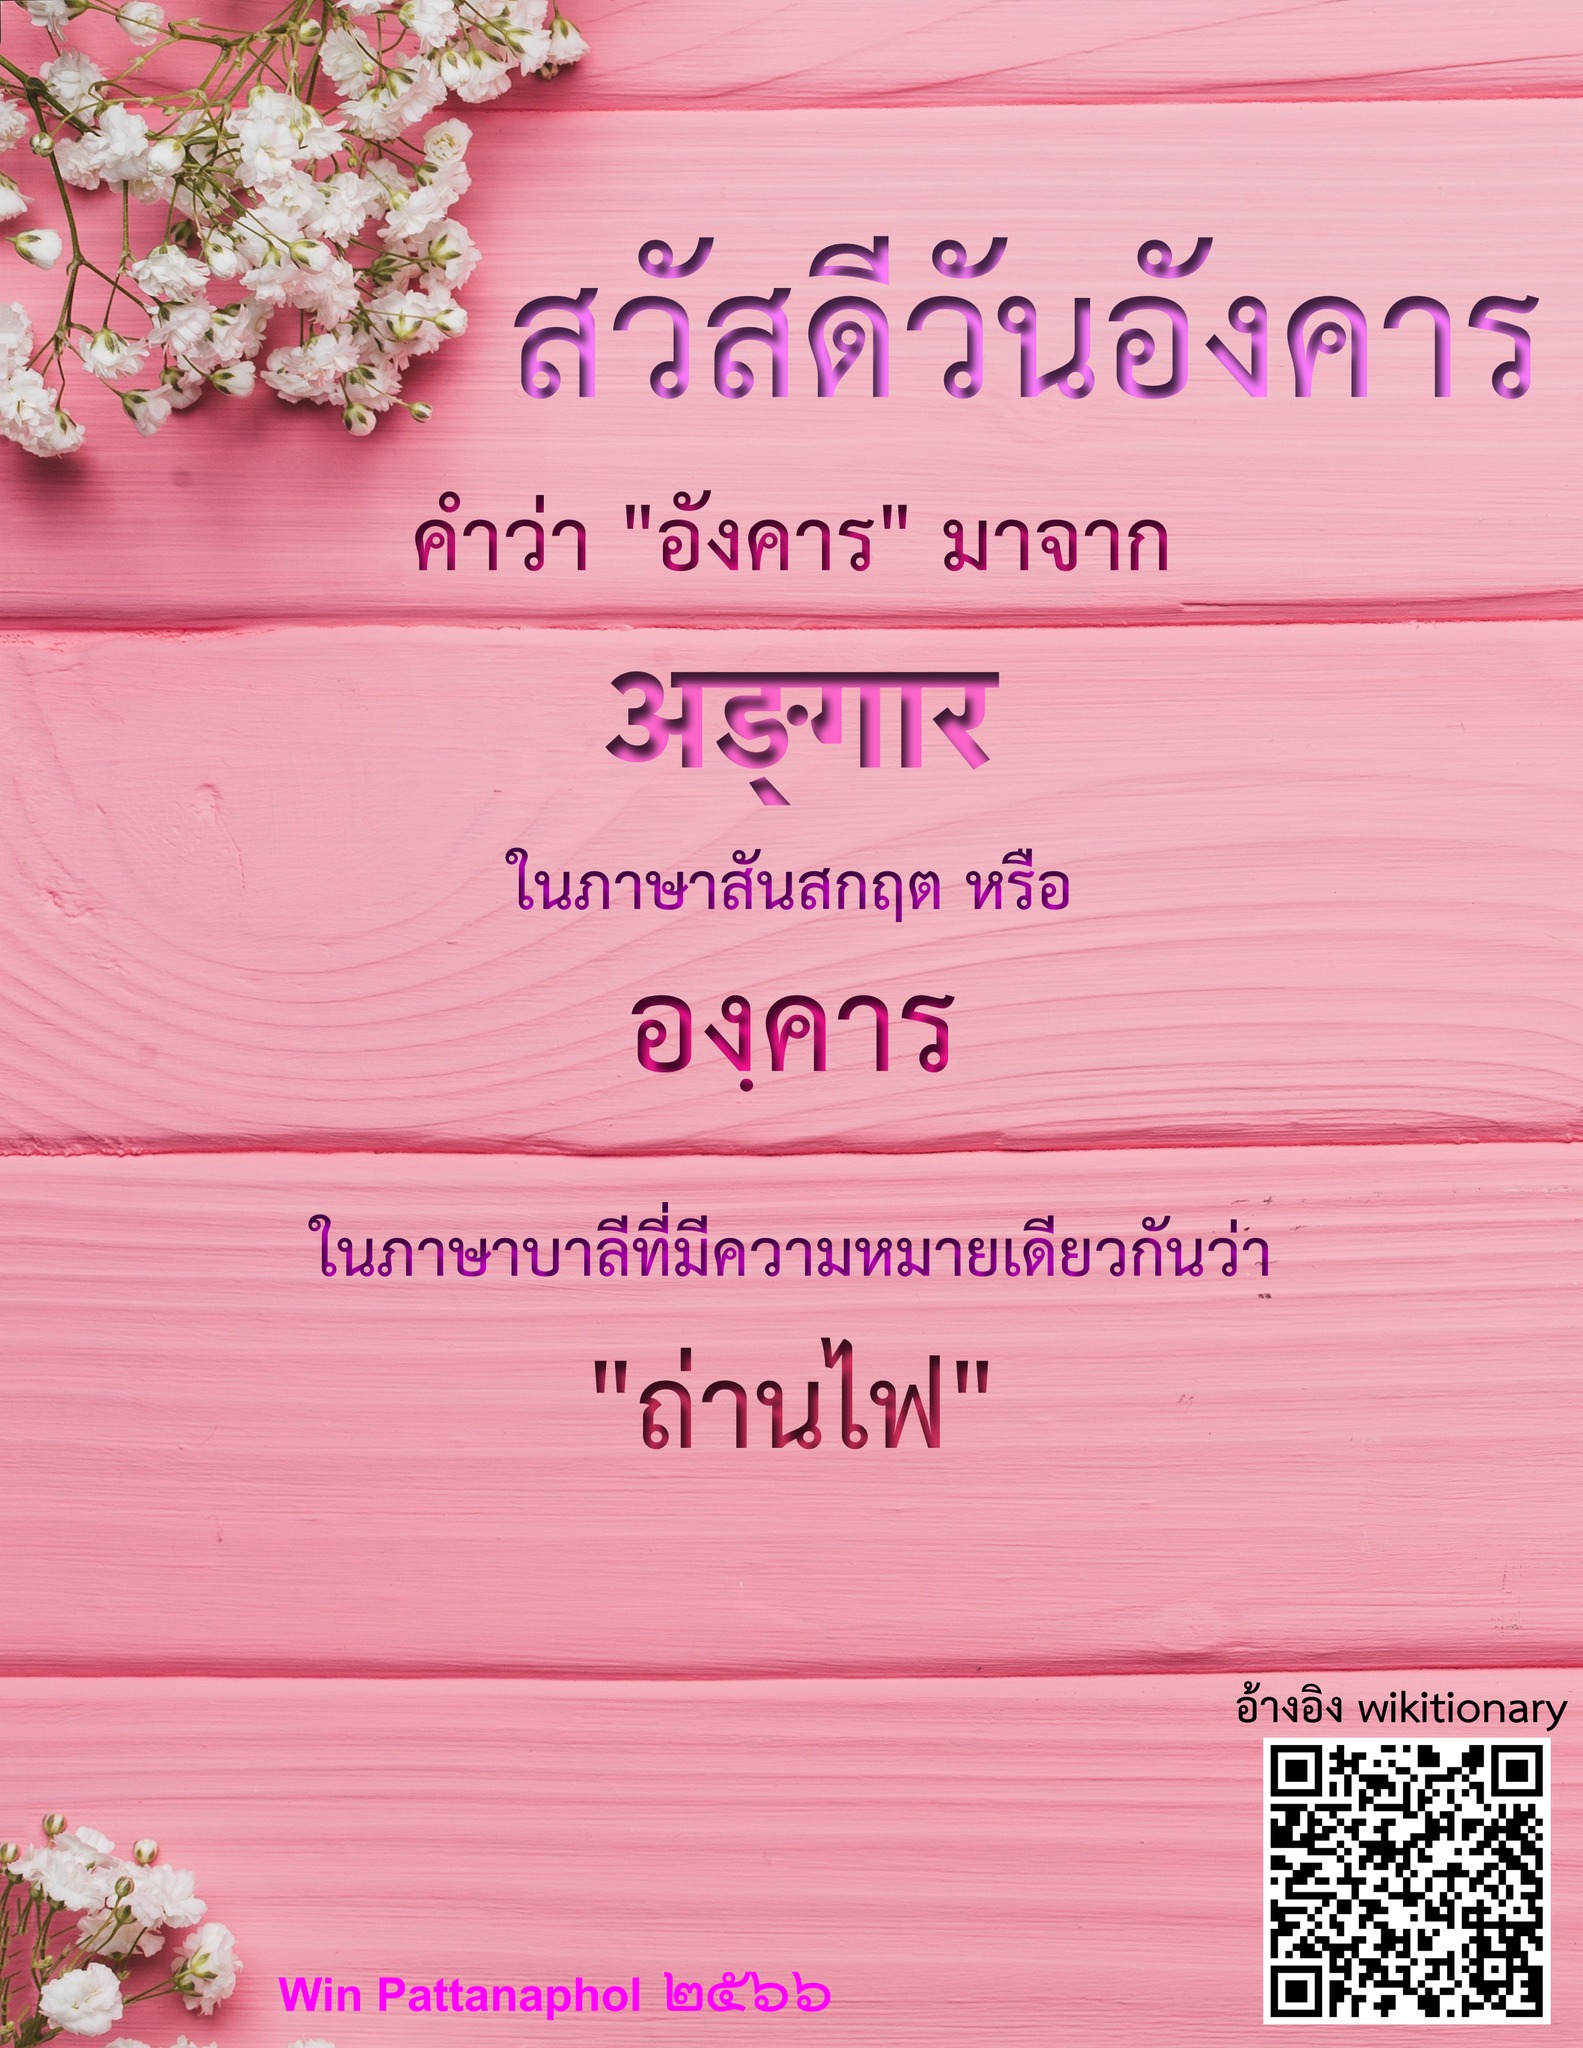 สวัสดีวันอังคาร
คำว่า "อังคาร" มาจาก
अङ्गार
ในภาษาสันสกฤต หรือ
องฺคาร
ในภาษาบาลีที่มีความหมายเดียวกันว่า
"ถ่านไฟ"
อ้างอิง wikitionary
Win Pattanaphol ๒๕๖๖